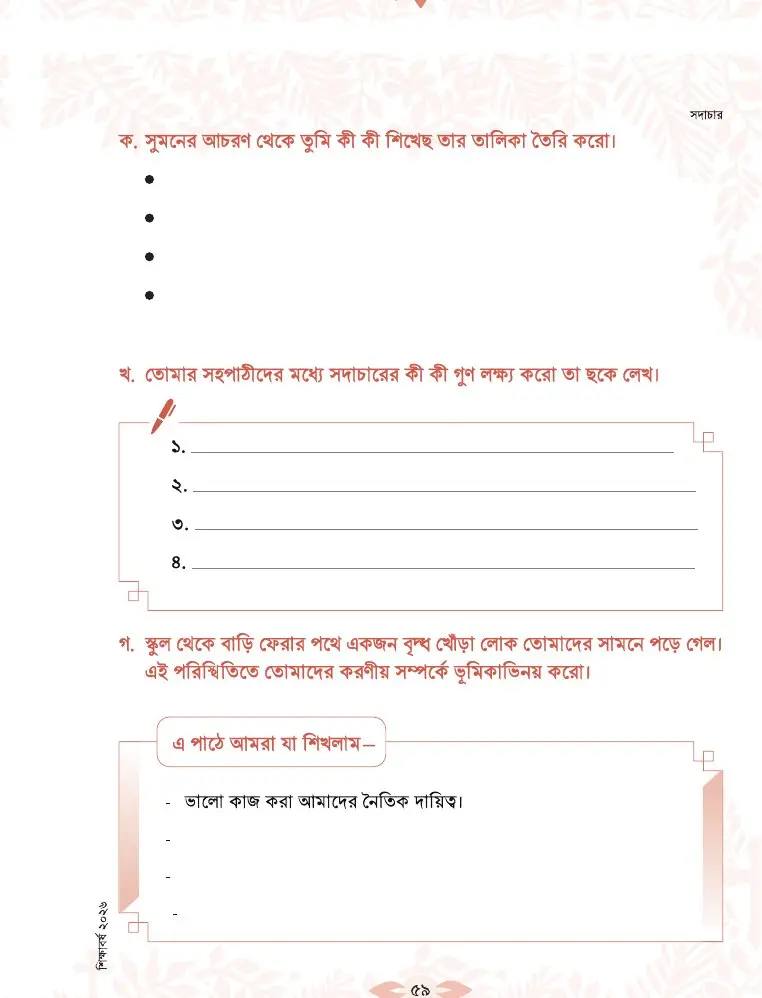 সদাচার
ক. সুমনের আচরণ থেকে তুমি কী কী শিখেছ তার তালিকা তৈরি করো।
●
●
●
●
খ. তোমার সহপাঠীদের মধ্যে সদাচারের কী কী গুণ লক্ষ্য করো তা ছকে লেখ।
১.
২.
৩.
৪.
গ. স্কুল থেকে বাড়ি ফেরার পথে একজন বৃদ্ধ খোঁড়া লোক তোমাদের সামনে পড়ে গেল।
এই পরিস্থিতিতে তোমাদের করণীয় সম্পর্কে ভূমিকাভিনয় করো।
এ পাঠে আমরা যা শিখলাম–
- ভালো কাজ করা আমাদের নৈতিক দায়িত্ব।
-
-
-
শিক্ষাবর্ষ ২০২৬
৫৯